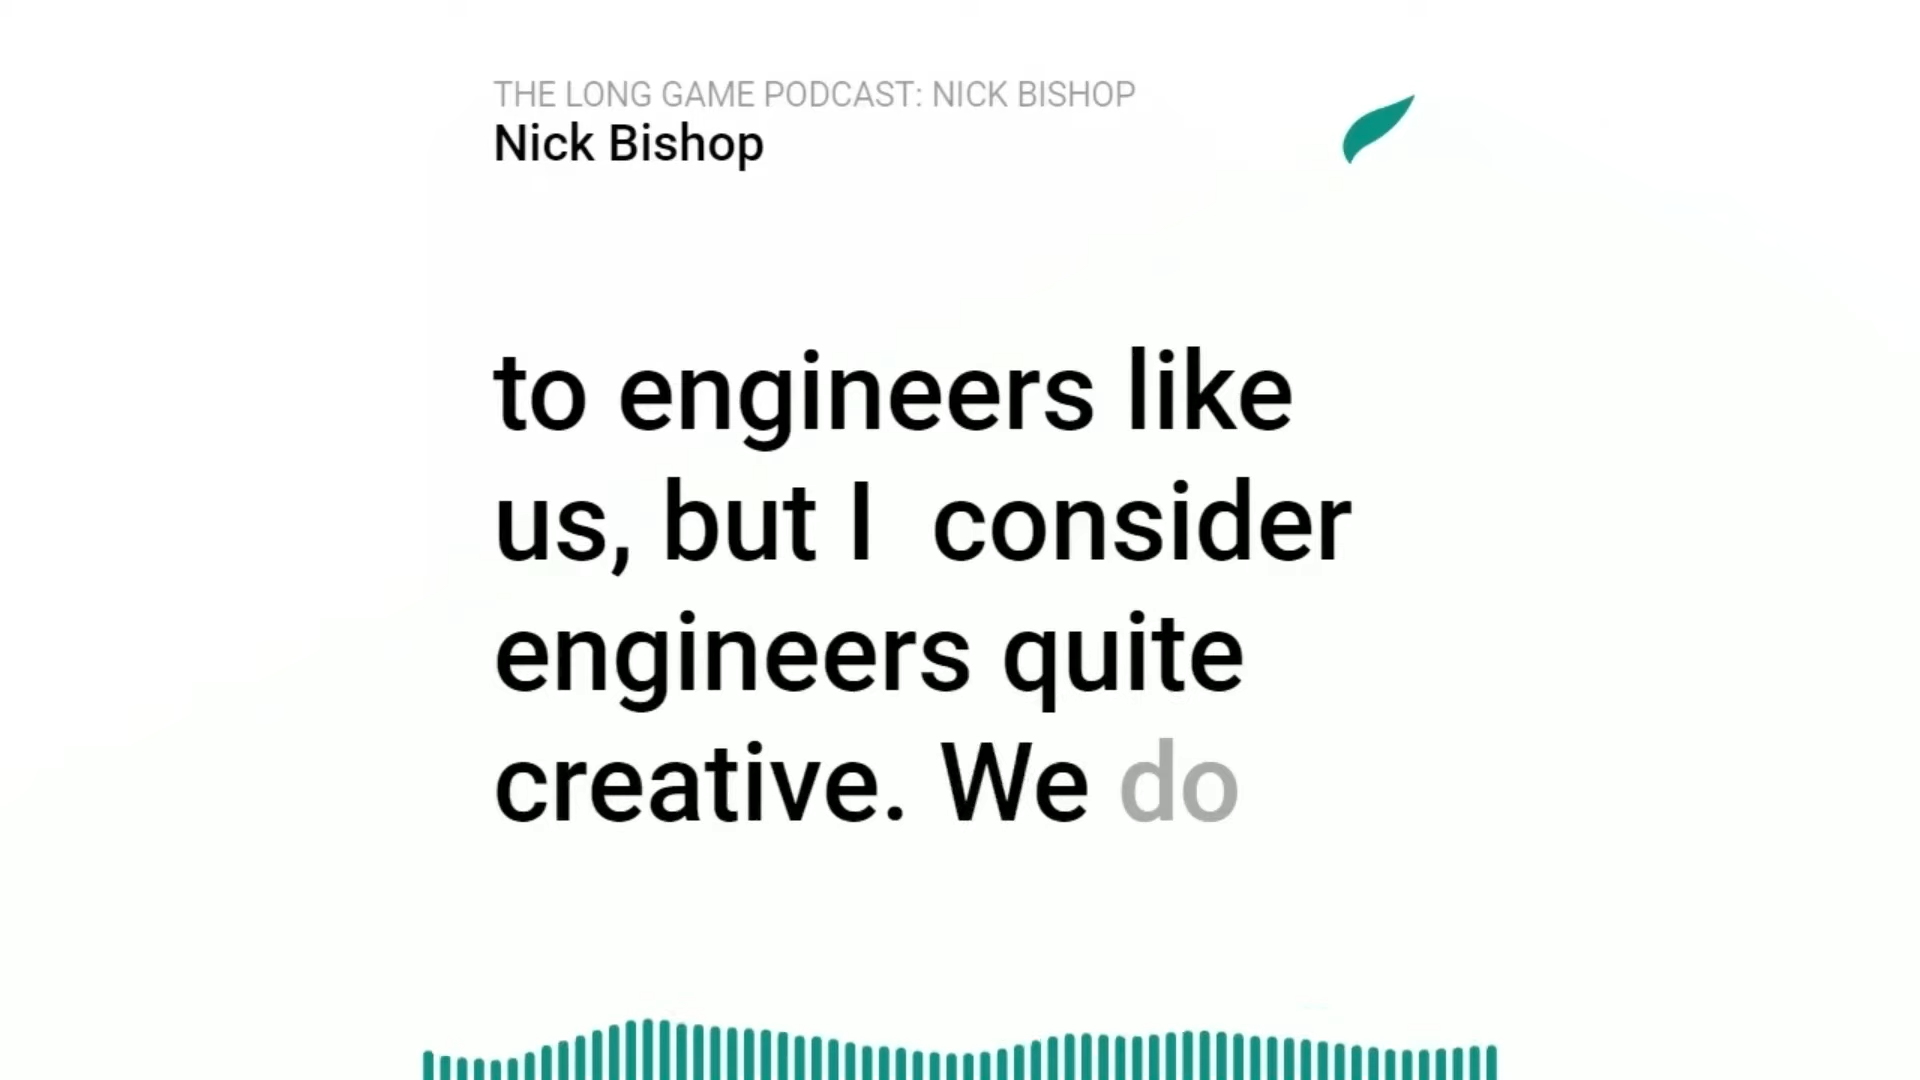 THE LONG GAME PODCAST: NICK BISHOP
Nick Bishop
to engineers like
us, but I  consider
engineers quite
creative. We do